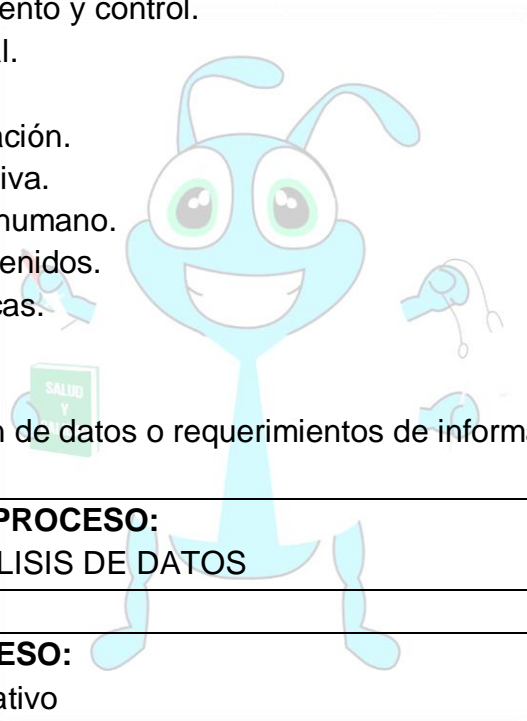 ento y control.
l.
ación.
iva.
humano.
enidos.
cas.
SALUD
Y
n de datos o requerimientos de informa
PROCESO:
LISIS DE DATOS
ESO:
ativo